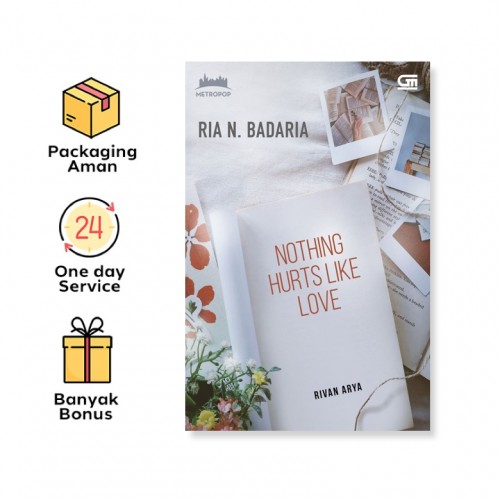 Packaging
Aman
24
One day
Service
Banyak
Bonus
METROPOP
GM
RIA N. BADARIA
NOTHING
HURTS LIKE
LOVE
RIVAN ARYA